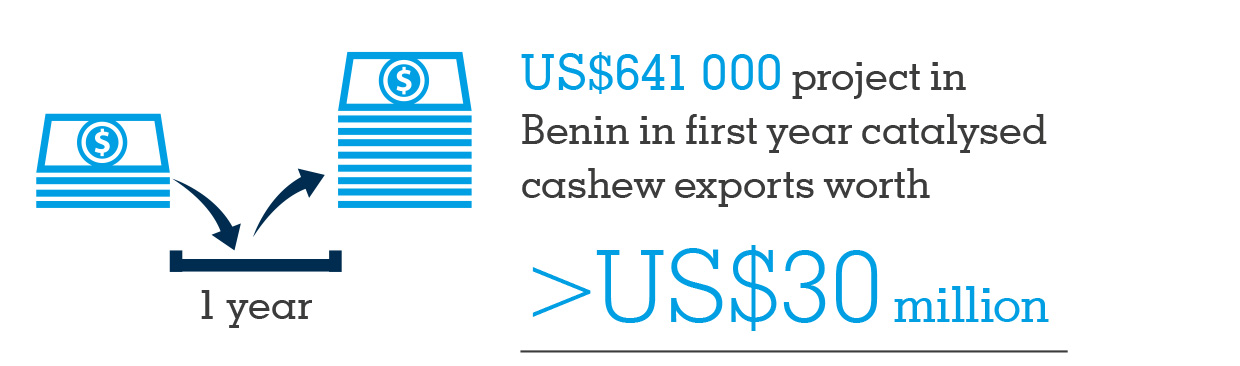 $
$
1 year
US$641 000 project in
Benin in first year catalysed
cashew exports worth
>US$30 million